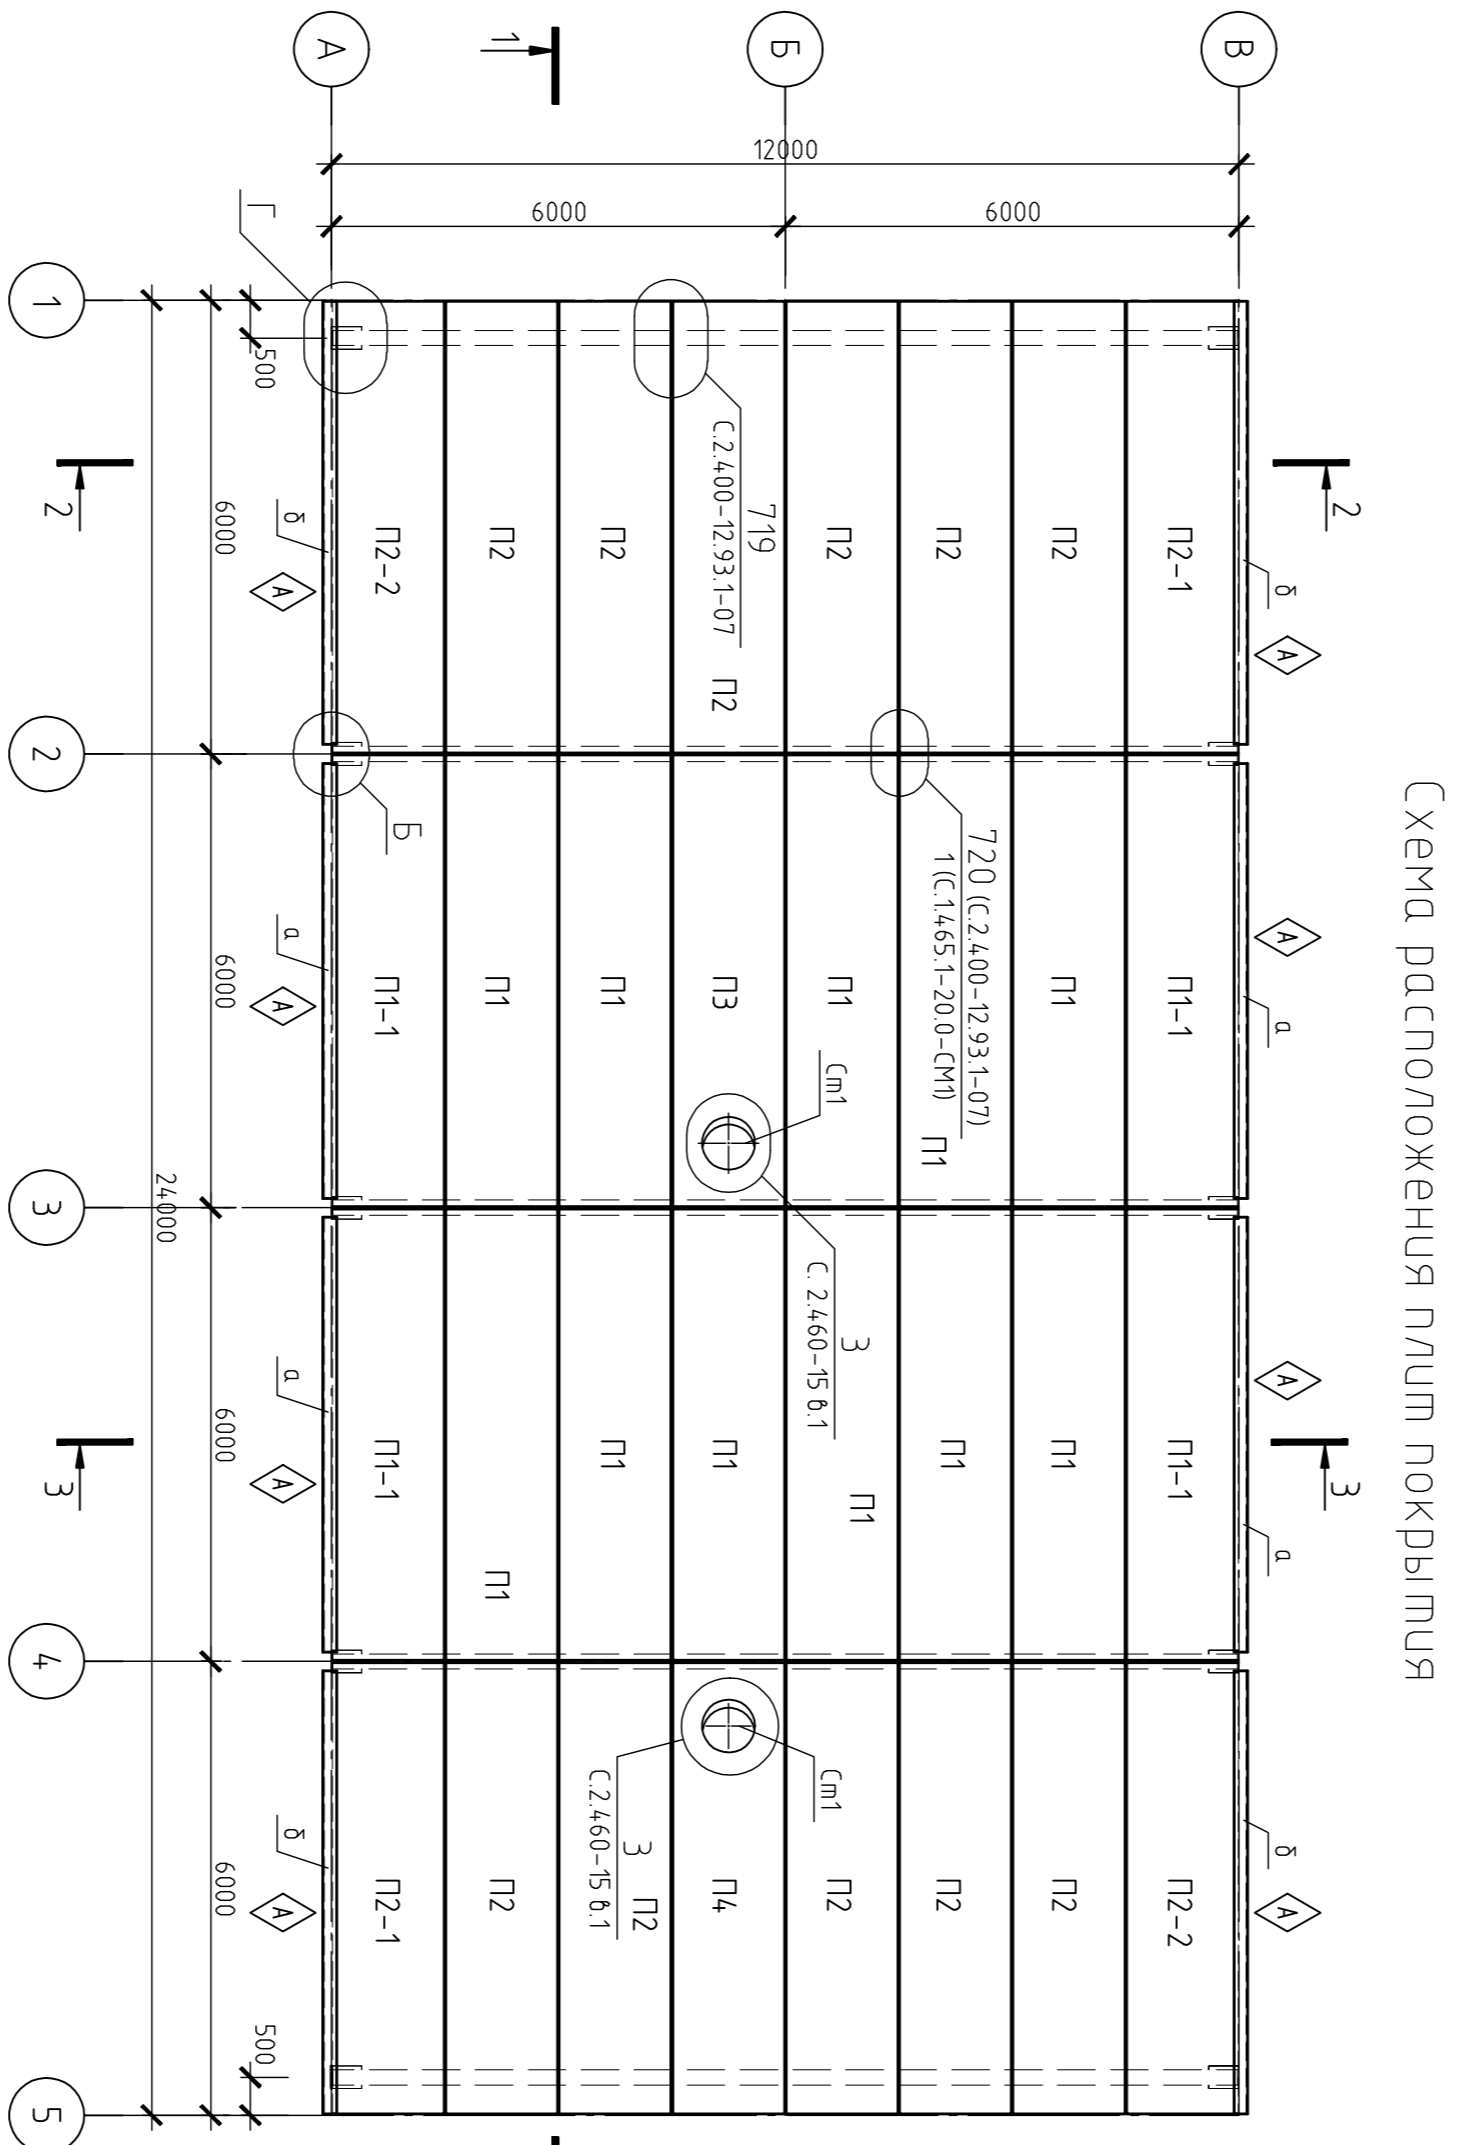 Схема расположения плит покрытия
В
Б
А
12000
6000
6000
1
2
2
3
3
б
А
а
А
а
А
б
А
П2-1
П1-1
П1-1
П2-2
П2
П1
П1
П2
П2
П1
П1
П2
720 (С.2.400-12.93.1-07)
1 (С.1.465.1-20.0-СМ1)
П2
П1
П1
П2
Ст1
Ст1
3
С. 2.460-15 в.1
719
С.2.400-12.93.1-07
П2
П3
П1
П4
П2
П1
П1
П2
3
С.2.460-15 в.1
П2
П1
П1
П2
П2-2
П1-1
П1-1
П2-1
Б
Г
б
А
а
А
а
А
б
А
500
500
6000
6000
6000
6000
24000
1
2
3
4
5